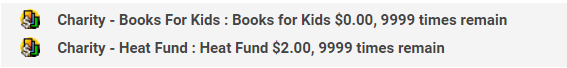 Charity - Books For Kids : Books for Kids $0.00, 9999 times remain
Charity - Heat Fund : Heat Fund $2.00, 9999 times remain